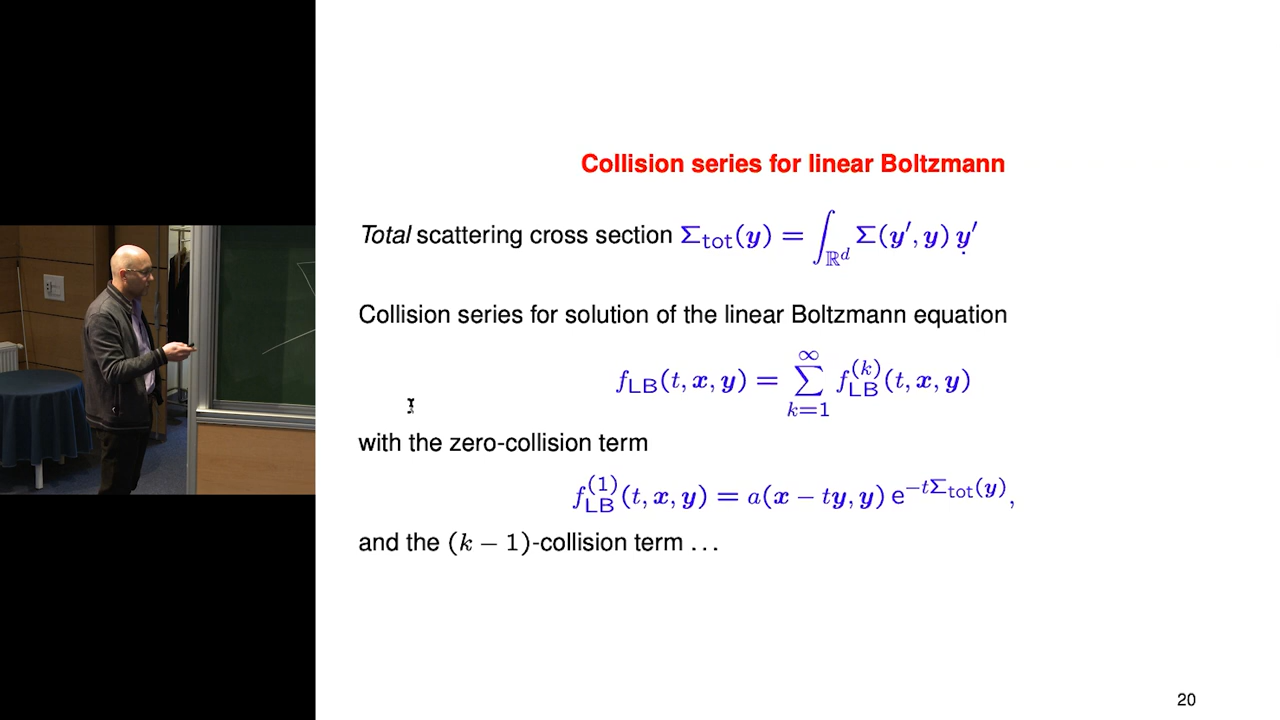 Collision series for linear Boltzmann
Total scattering cross section Σ_tot(y) = ∫_{ℝ^d} Σ(y′, y) ẏ′
Collision series for solution of the linear Boltzmann equation
f_LB(t, x, y) = ∑_{k=1}^{∞} f_LB^{(k)}(t, x, y)
with the zero-collision term
f_LB^{(1)}(t, x, y) = a(x − ty, y) e^{−tΣ_tot(y)},
and the (k − 1)-collision term ...
20